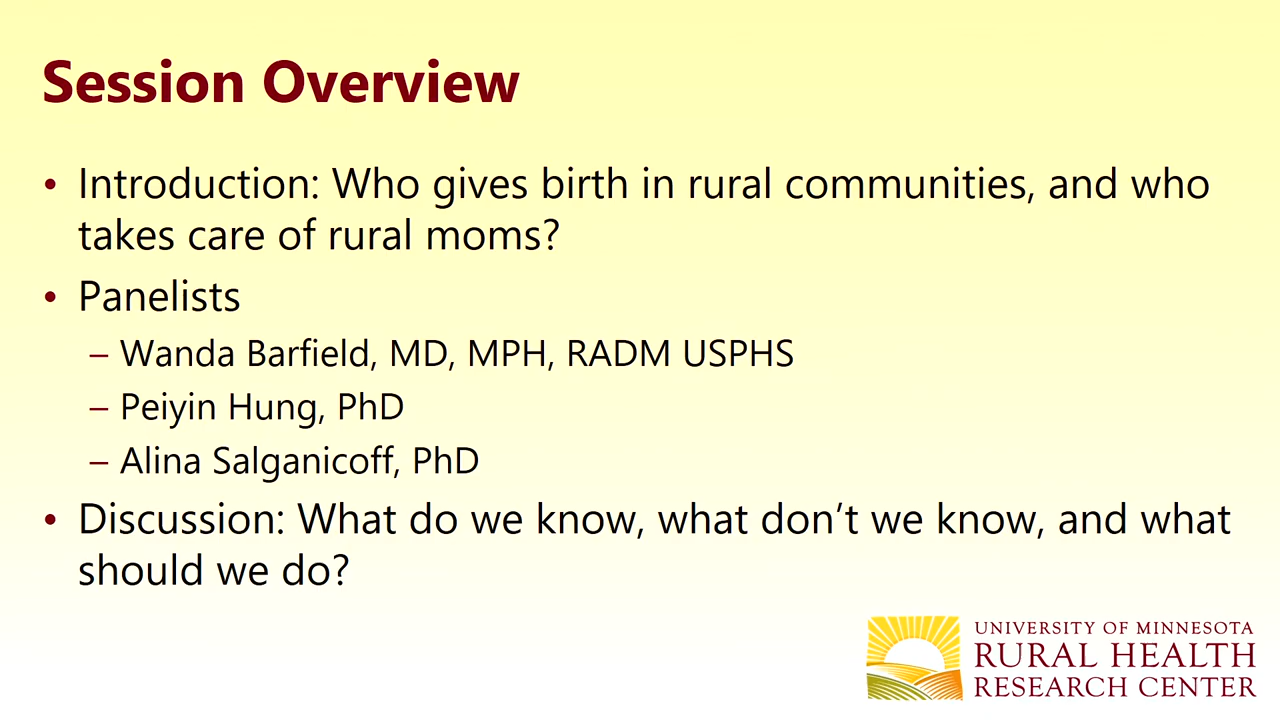 Session Overview
• Introduction: Who gives birth in rural communities, and who
takes care of rural moms?
• Panelists
– Wanda Barfield, MD, MPH, RADM USPHS
– Peiyin Hung, PhD
– Alina Salganicoff, PhD
• Discussion: What do we know, what don’t we know, and what
should we do?
UNIVERSITY OF MINNESOTA
RURAL HEALTH
RESEARCH CENTER